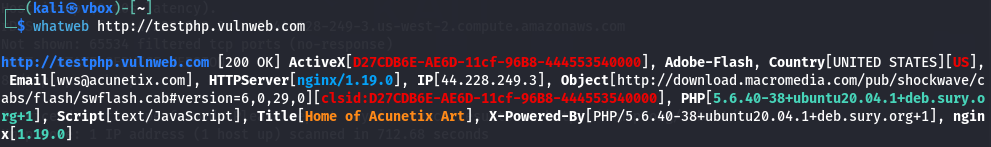 ┌──(kali㉿vbox)-[~]
└─$ whatweb http://testphp.vulnweb.com
http://testphp.vulnweb.com [200 OK] ActiveX[D27CDB6E-AE6D-11cf-96B8-444553540000], Adobe-Flash, Country[UNITED STATES][US],
Email[wvs@acunetix.com], HTTPServer[nginx/1.19.0], IP[44.228.249.3], Object[http://download.macromedia.com/pub/shockwave/c
abs/flash/swflash.cab#version=6,0,29,0][clsid:D27CDB6E-AE6D-11cf-96B8-444553540000], PHP[5.6.40-38+ubuntu20.04.1+deb.sury.o
rg+1], Script[text/JavaScript], Title[Home of Acunetix Art], X-Powered-By[PHP/5.6.40-38+ubuntu20.04.1+deb.sury.org+1], ngin
x[1.19.0]